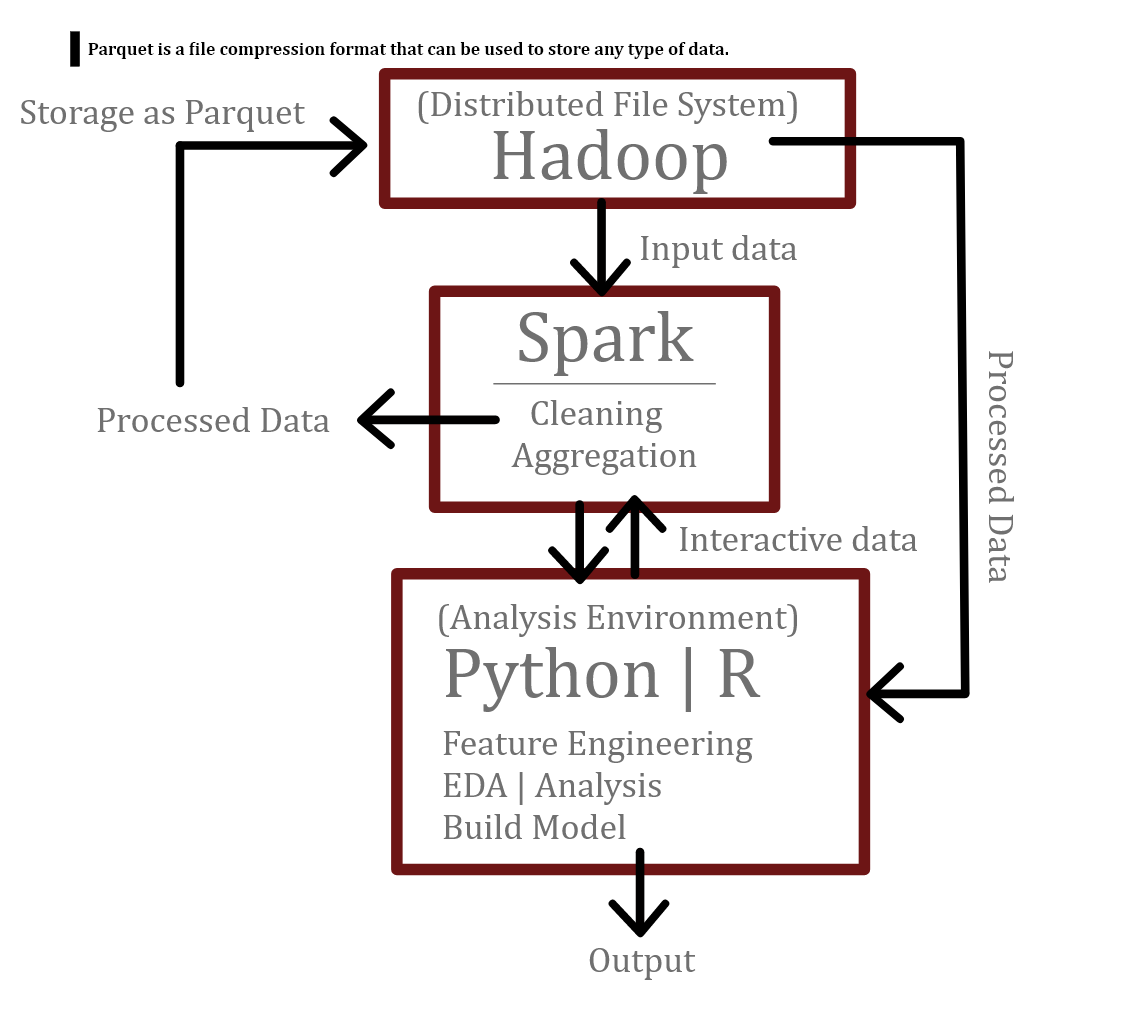 Parquet is a file compression format that can be used to store any type of data.
Storage as Parquet
(Distributed File System)
Hadoop
Input data
Spark
Cleaning
Aggregation
Processed Data
Processed Data
Interactive data
(Analysis Environment)
Python | R
Feature Engineering
EDA | Analysis
Build Model
Output